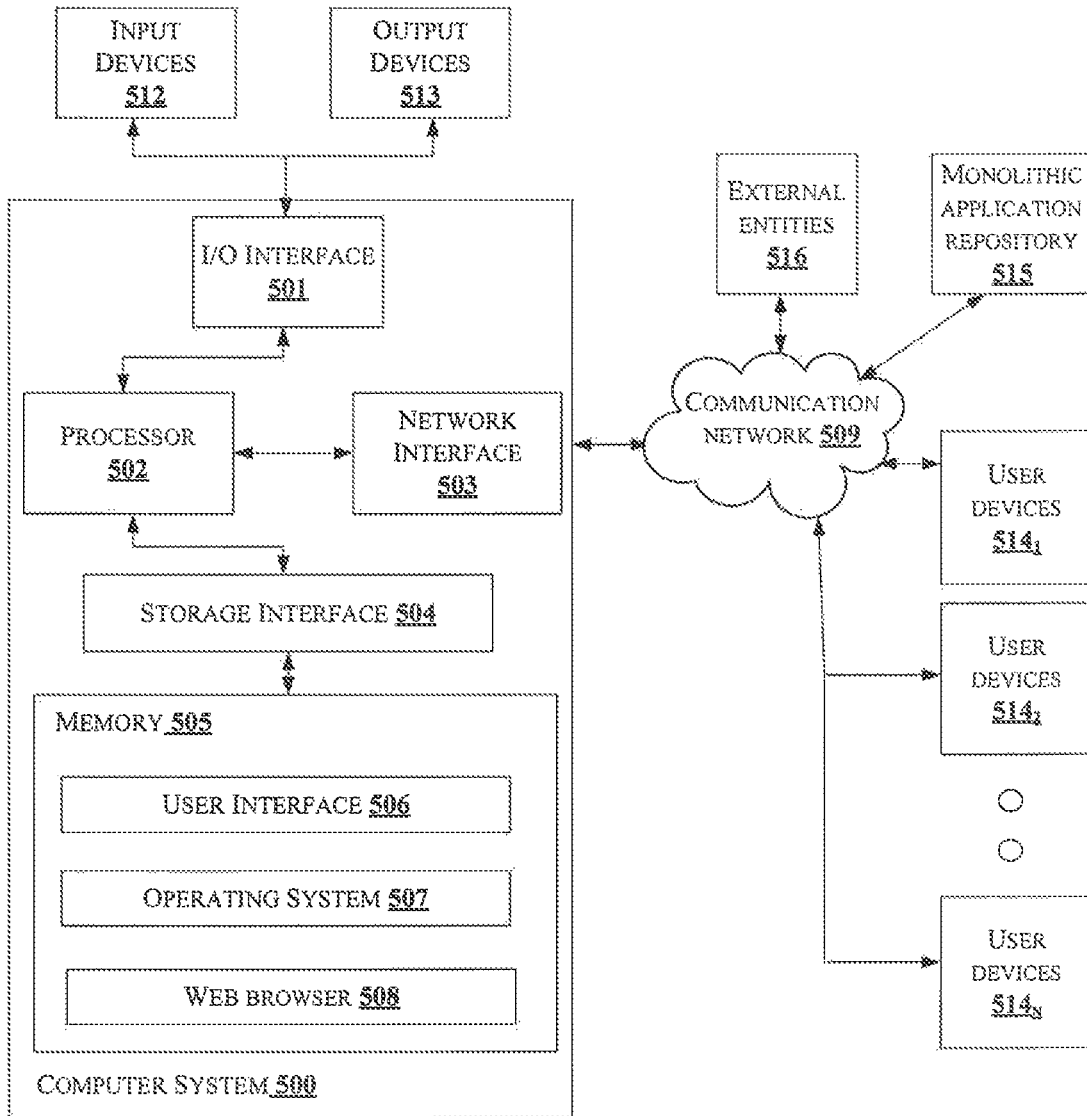 INPUT
DEVICES
512
OUTPUT
DEVICES
513
I/O INTERFACE
501
PROCESSOR
502
NETWORK
INTERFACE
503
STORAGE INTERFACE 504
MEMORY 505
USER INTERFACE 506
OPERATING SYSTEM 507
WEB BROWSER 508
COMPUTER SYSTEM 500
EXTERNAL
ENTITIES
516
MONOLITHIC
APPLICATION
REPOSITORY
515
COMMUNICATION
NETWORK 509
USER
DEVICES
514₁
USER
DEVICES
514₂
USER
DEVICES
514N